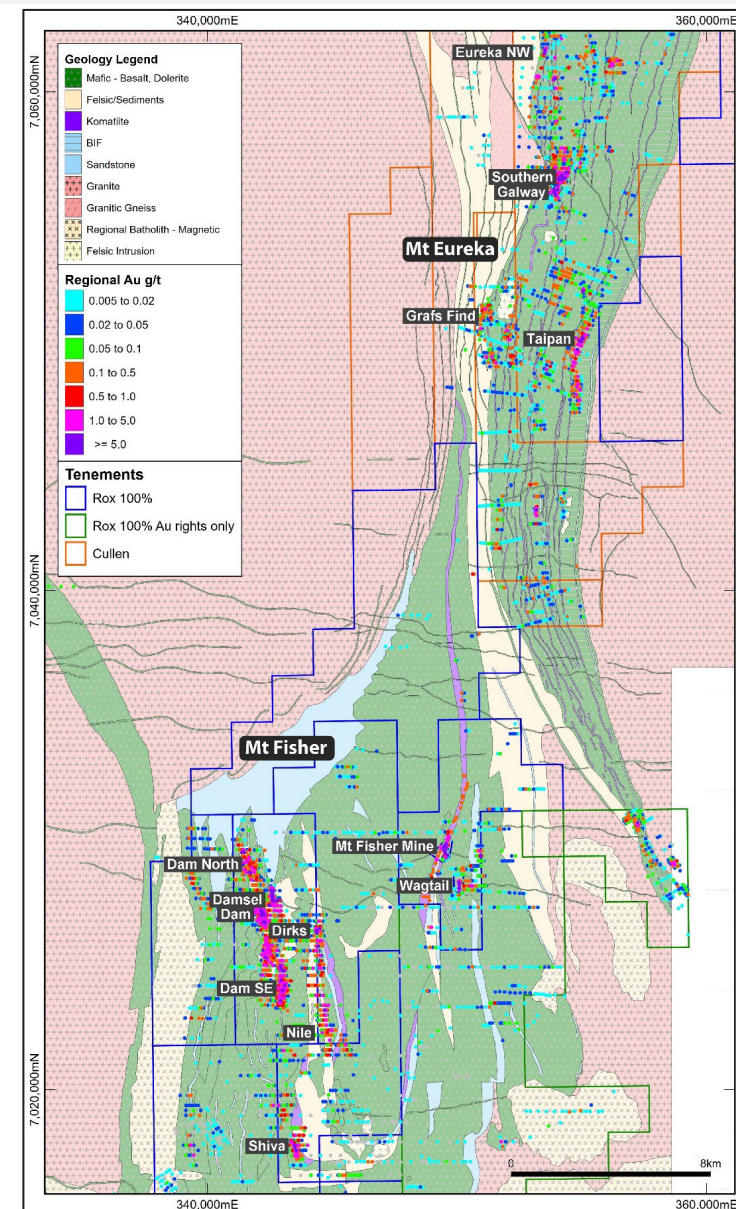 340,000mE
360,000mE
7,060,000mN
7,040,000mN
7,020,000mN
Geology Legend
Mafic - Basalt, Dolerite
Felsic/Sediments
Komatiite
BIF
Sandstone
Granite
Granitic Gneiss
Regional Batholith - Magnetic
Felsic Intrusion
Regional Au g/t
0.005 to 0.02
0.02 to 0.05
0.05 to 0.1
0.1 to 0.5
0.5 to 1.0
1.0 to 5.0
>= 5.0
Tenements
Rox 100%
Rox 100% Au rights only
Cullen
Eureka NW
Southern
Galway
Mt Eureka
Grafs Find
Taipan
Mt Fisher
Mt Fisher Mine
Dam North
Wagtail
Damsel
Dam
Dirks
Dam SE
Nile
Shiva
0
8km
340,000mE
360,000mE